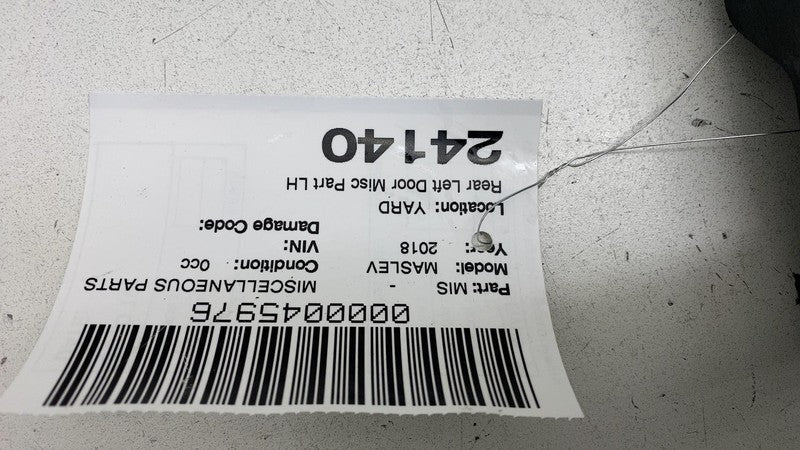 0000045976
Part: MIS - MISCELLANEOUS PARTS
Model: MASLEV Condition: 0cc
Year: 2018 VIN:
Damage Code:
Location: YARD
Rear Left Door Misc Part LH
24140